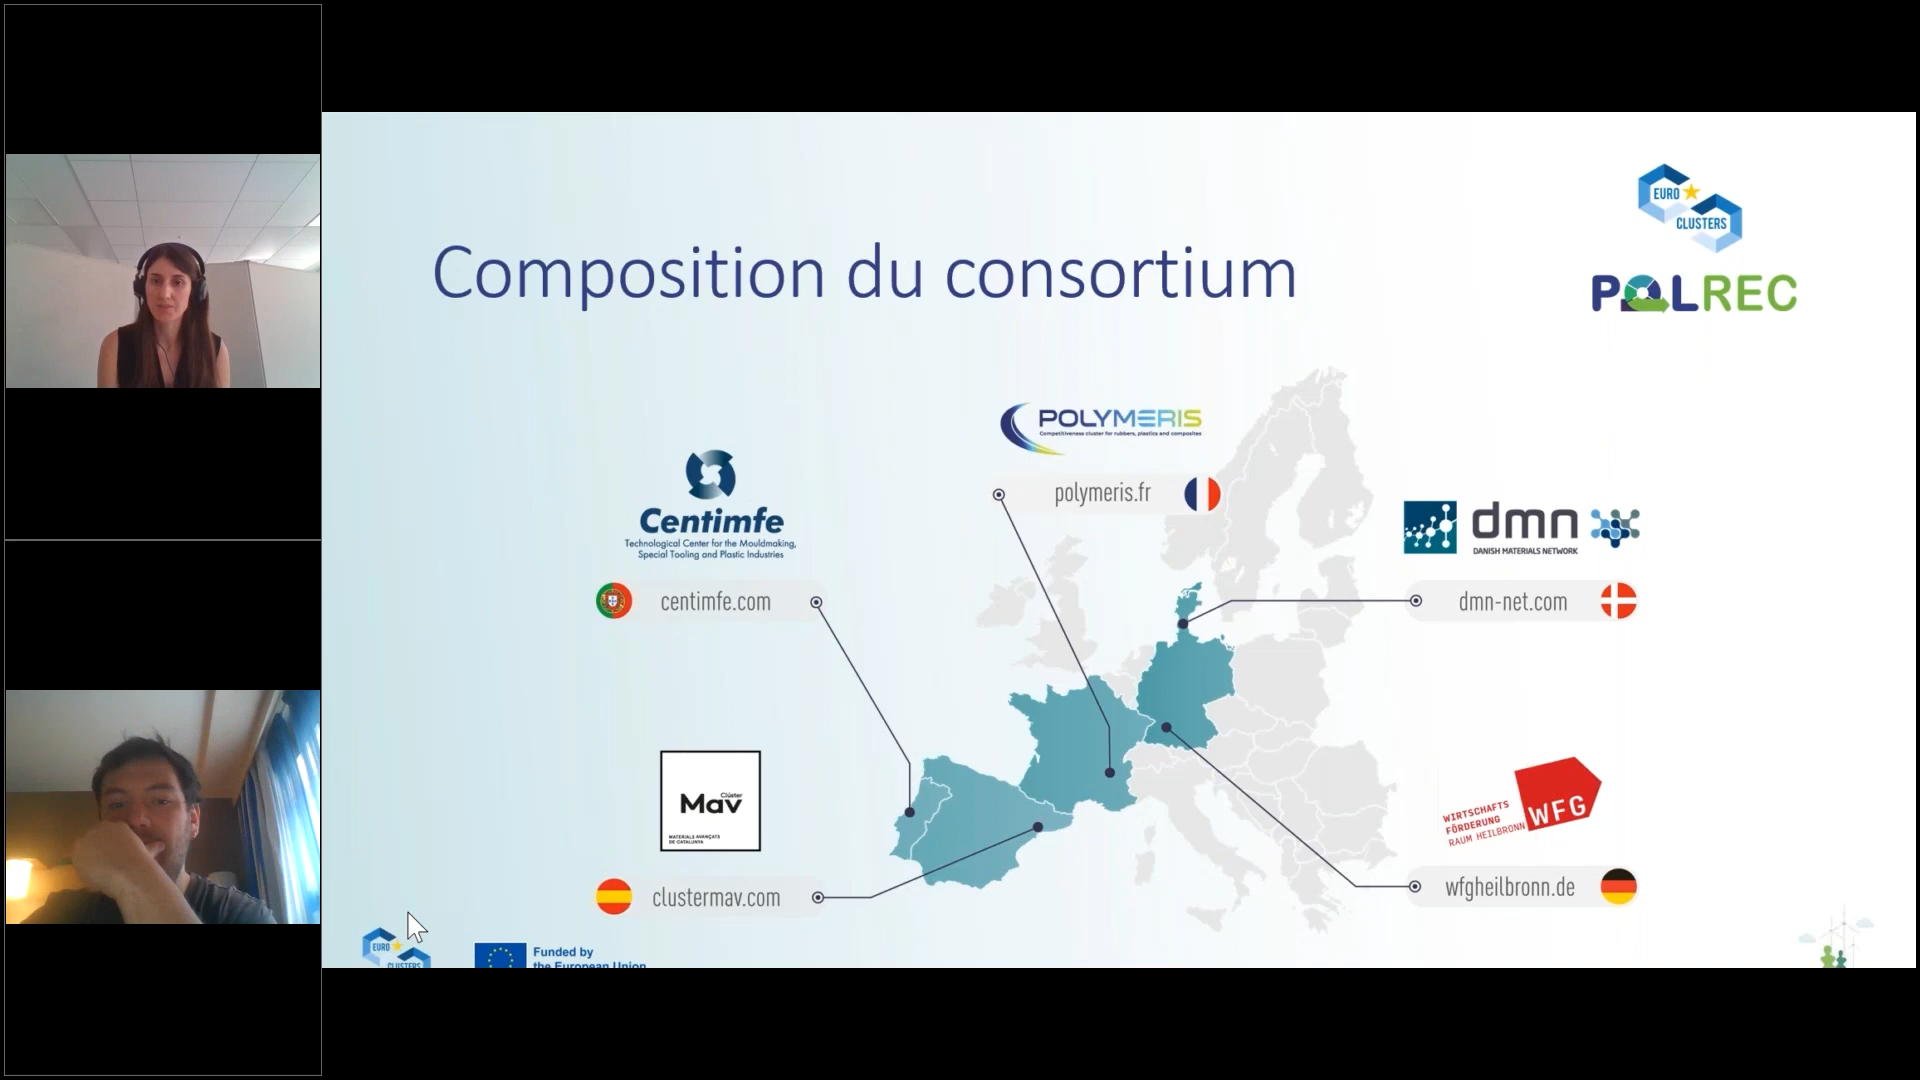 Composition du consortium
EURO
CLUSTERS
POLREC
POLYMERIS
Competitiveness cluster for rubbers, plastics and composites
polymeris.fr
Centimfe
Technological Center for the Mouldmaking,
Special Tooling and Plastic Industries
centimfe.com
dmn
DANISH MATERIALS NETWORK
dmn-net.com
Clúster
Mav
MATERIALS AVANÇATS
DE CATALUNYA
clustermav.com
WIRTSCHAFTS
FÖRDERUNG
RAUM HEILBRONN
WFG
wfgheilbronn.de
EURO
CLUSTERS
Funded by
the European Union